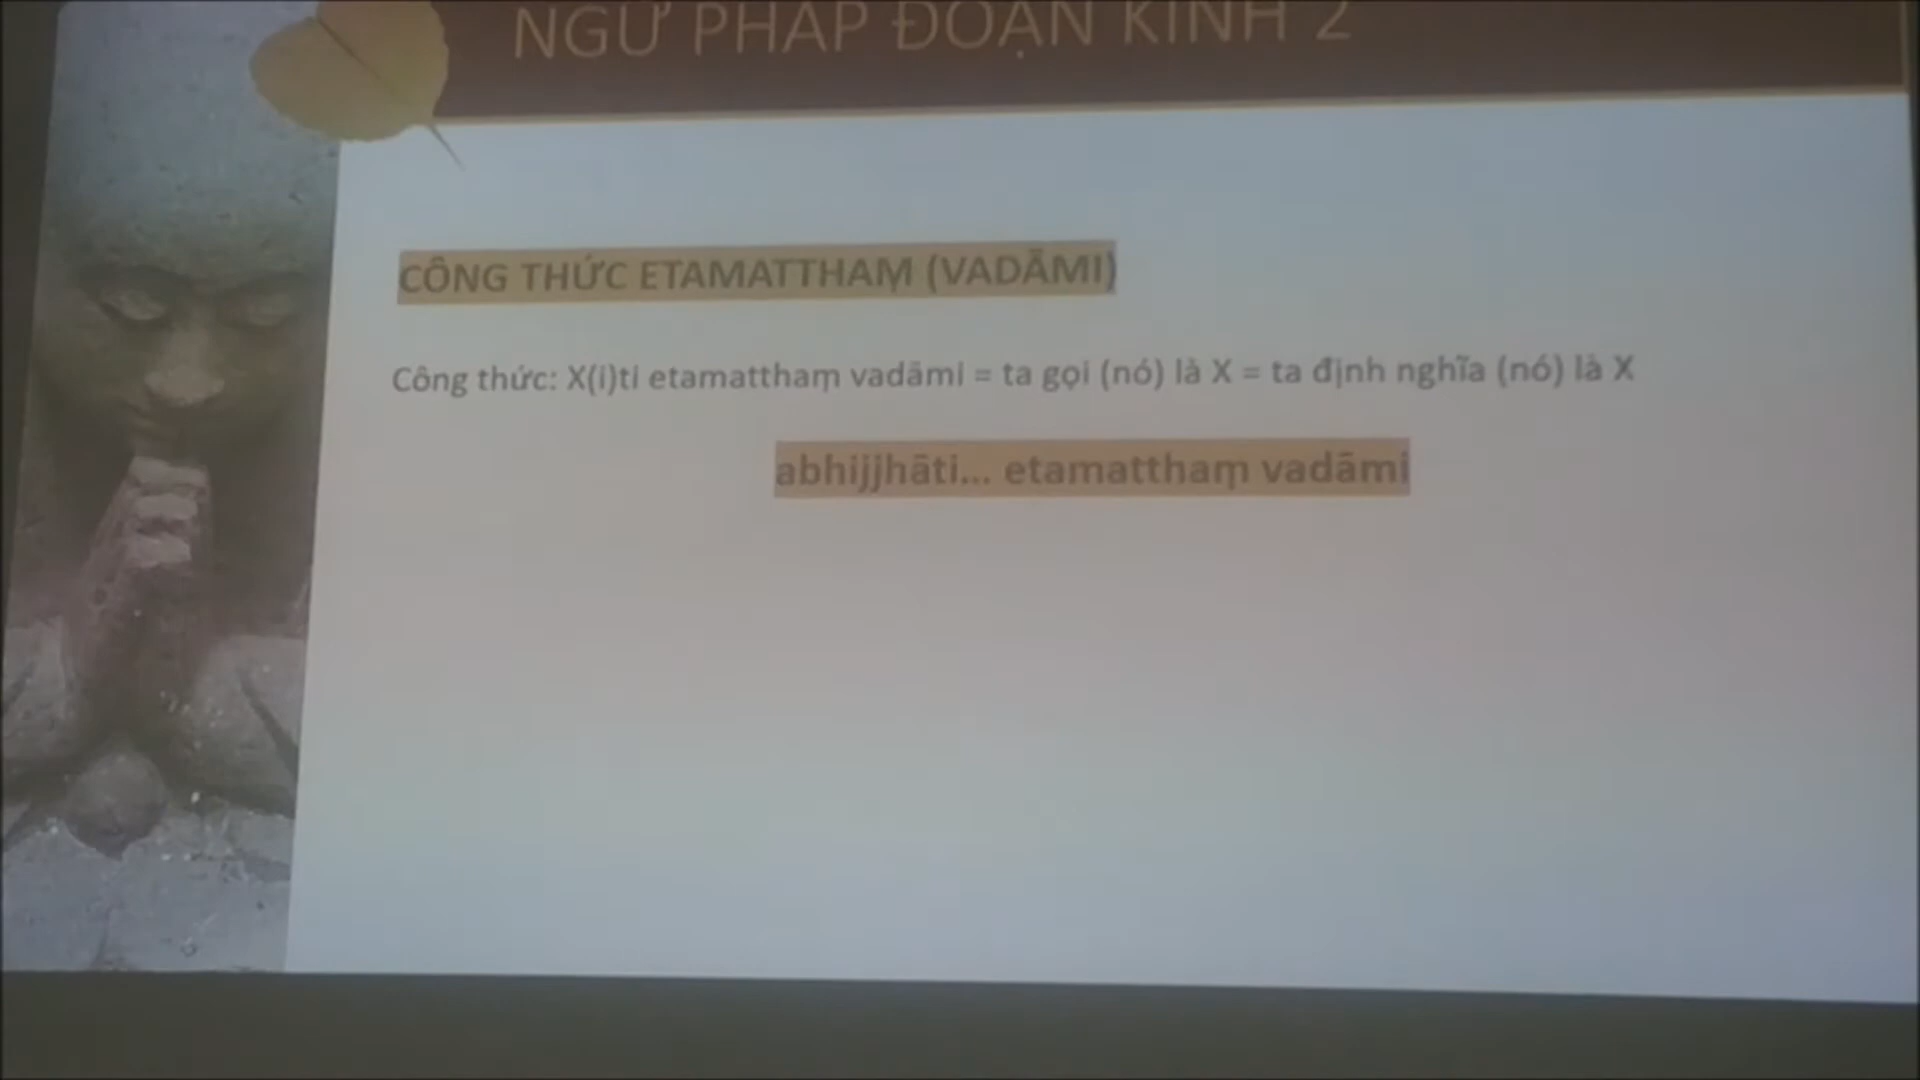 NGỮ PHÁP ĐOẠN KINH 2
CÔNG THỨC ETAMATTHAṂ (VADĀMI)
Công thức: X(i)ti etamatthaṃ vadāmi = ta gọi (nó) là X = ta định nghĩa (nó) là X
abhijjhāti... etamatthaṃ vadāmi